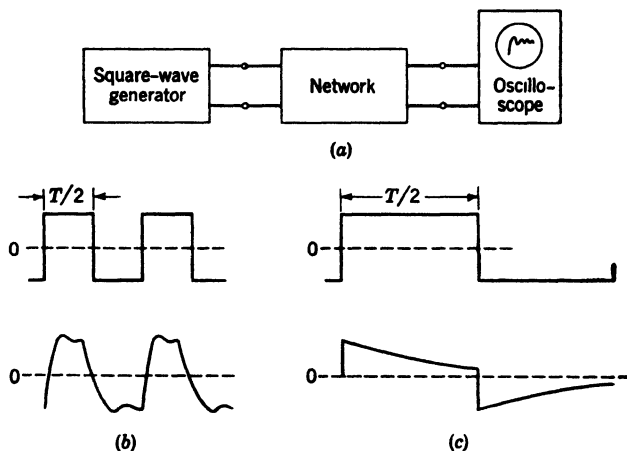 Square-wave
generator
Network
Oscillo-
scope
(a)
T/2
T/2
0
0
0
0
(b)
(c)